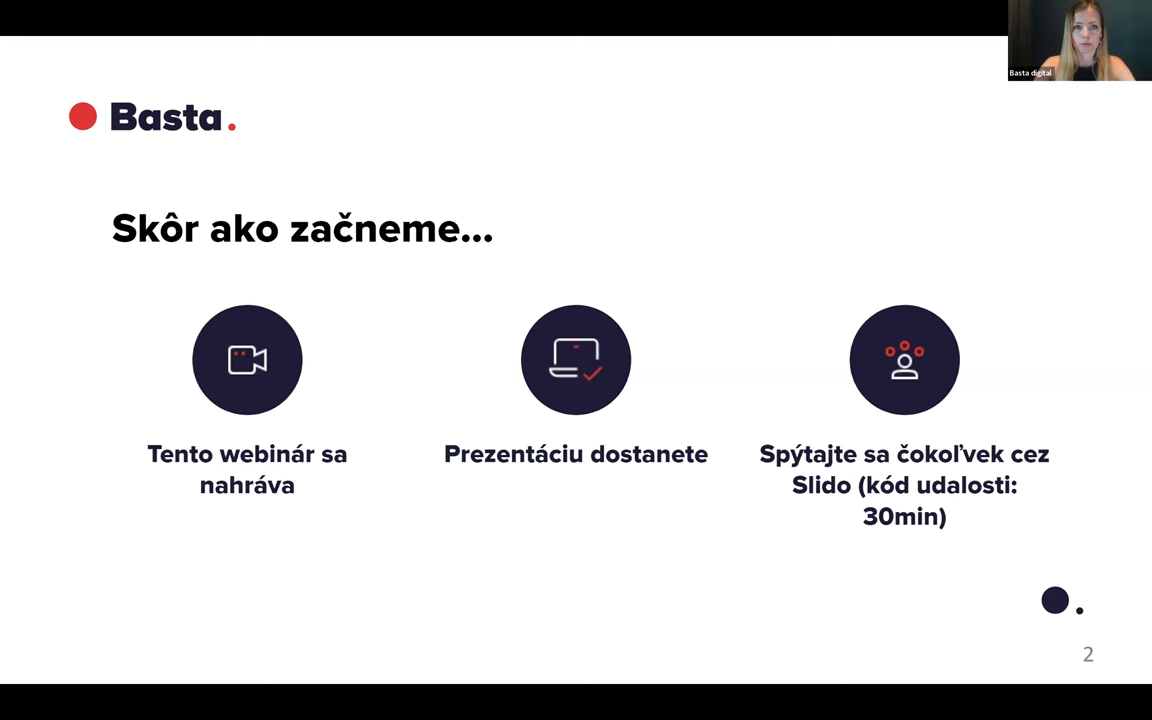 Basta digital
Basta.
Skôr ako začneme...
Tento webinár sa
nahráva
Prezentáciu dostanete
Spýtajte sa čokoľvek cez
Slido (kód udalosti:
30min)
2